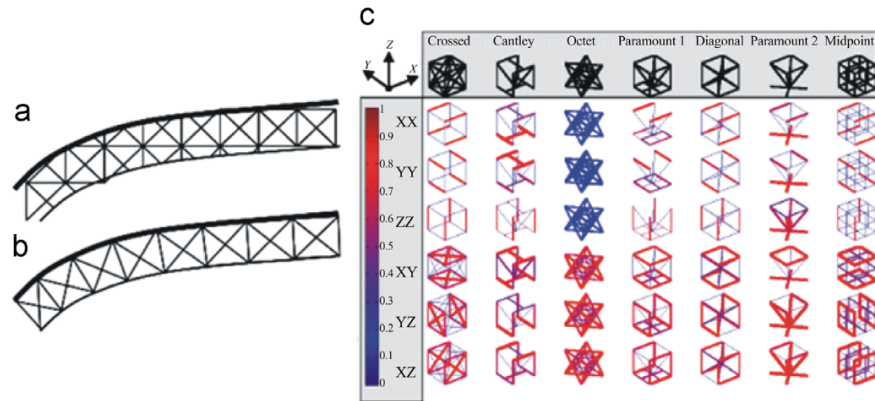 a
b
c
Z
Y X
Crossed Cantley Octet Paramount 1 Diagonal Paramount 2 Midpoint
1
0.9
0.8
0.7
0.6
0.5
0.4
0.3
0.2
0.1
0
XX
YY
ZZ
XY
YZ
XZ